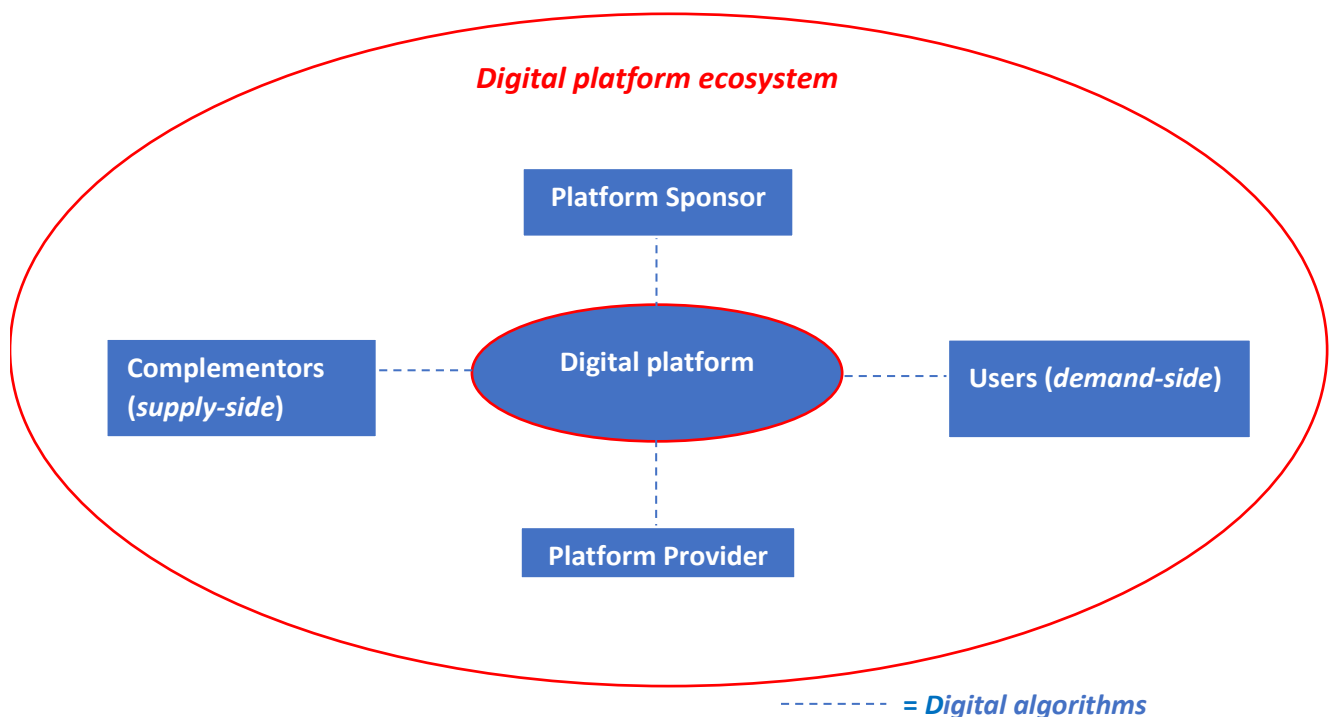 Digital platform ecosystem
Platform Sponsor
Complementors
(supply-side)
Digital platform
Users (demand-side)
Platform Provider
= Digital algorithms